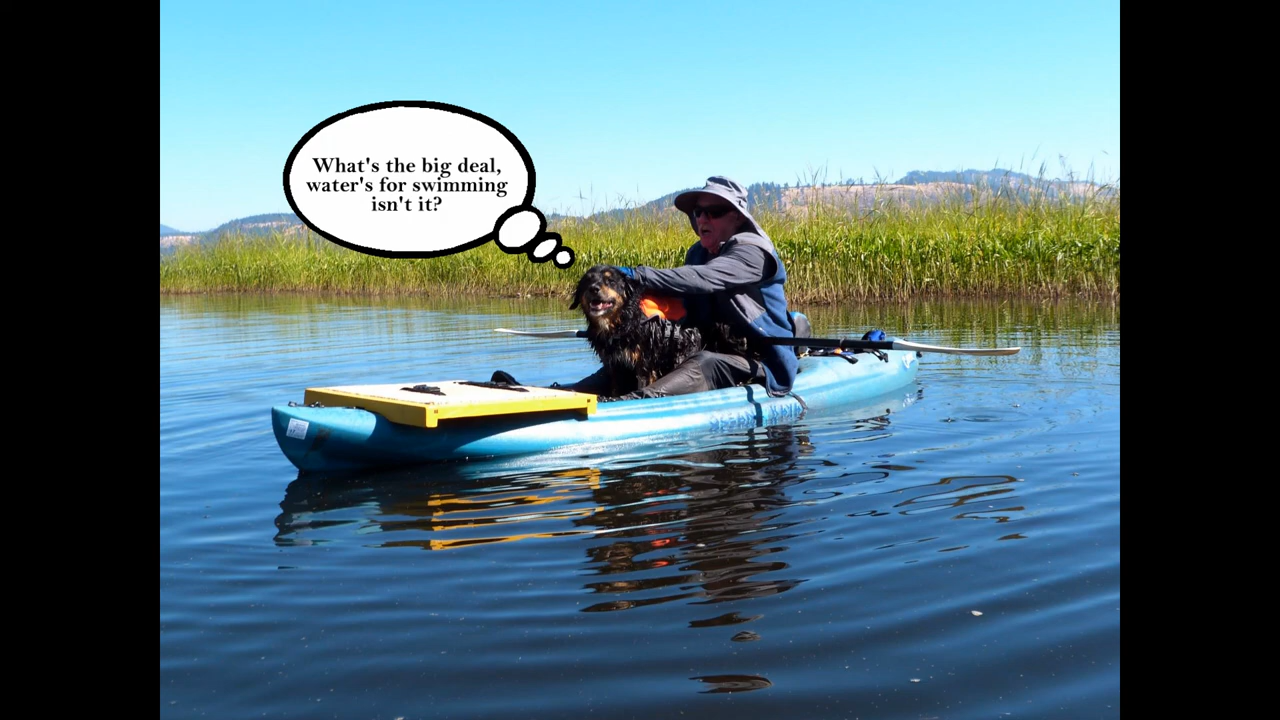 What's the big deal,
water's for swimming
isn't it?